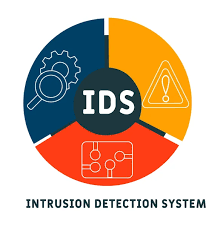 IDS
INTRUSION DETECTION SYSTEM